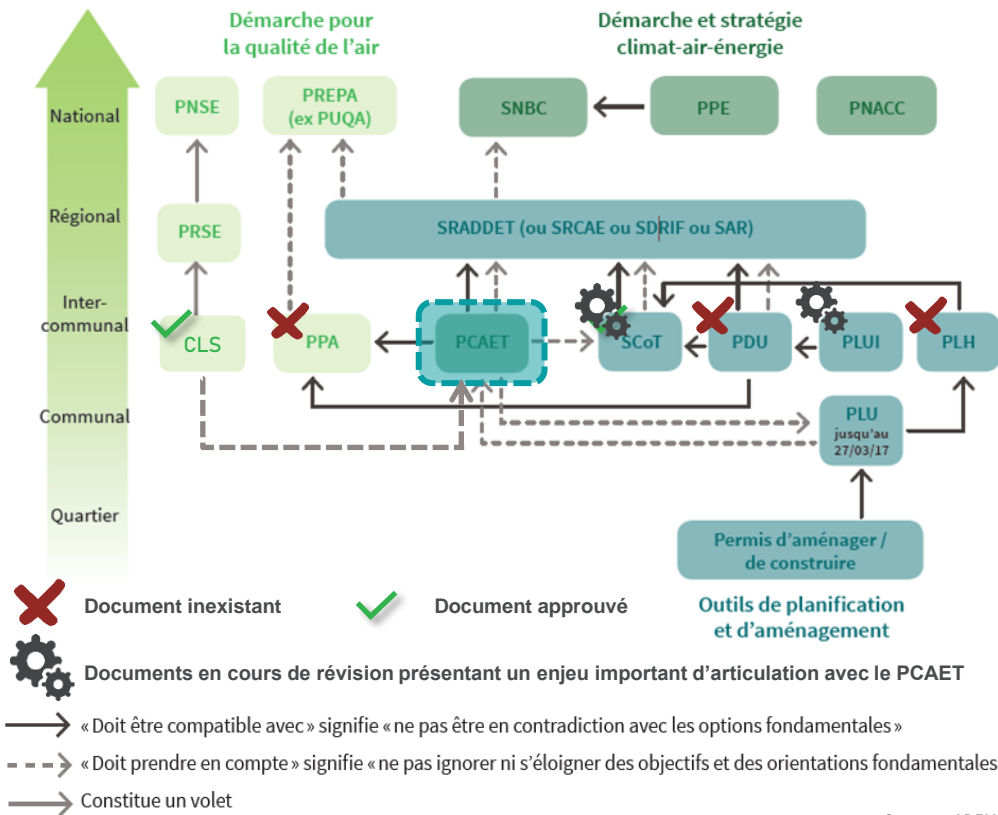 Démarche pour
la qualité de l'air
Démarche et stratégie
climat-air-énergie
National
PNSE
PREPA
(ex PUQA)
SNBC
PPE
PNACC
Régional
PRSE
SRADDET (ou SRCAE ou SDRIF ou SAR)
Inter-
communal
CLS
PPA
PCAET
SCoT
PDU
PLUI
PLH
Communal
PLU
jusqu'au
27/03/17
Quartier
Permis d'aménager /
de construire
Outils de planification
et d'aménagement
Document inexistant
Document approuvé
Documents en cours de révision présentant un enjeu important d'articulation avec le PCAET
« Doit être compatible avec » signifie « ne pas être en contradiction avec les options fondamentales »
« Doit prendre en compte » signifie « ne pas ignorer ni s'éloigner des objectifs et des orientations fondamentales
Constitue un volet